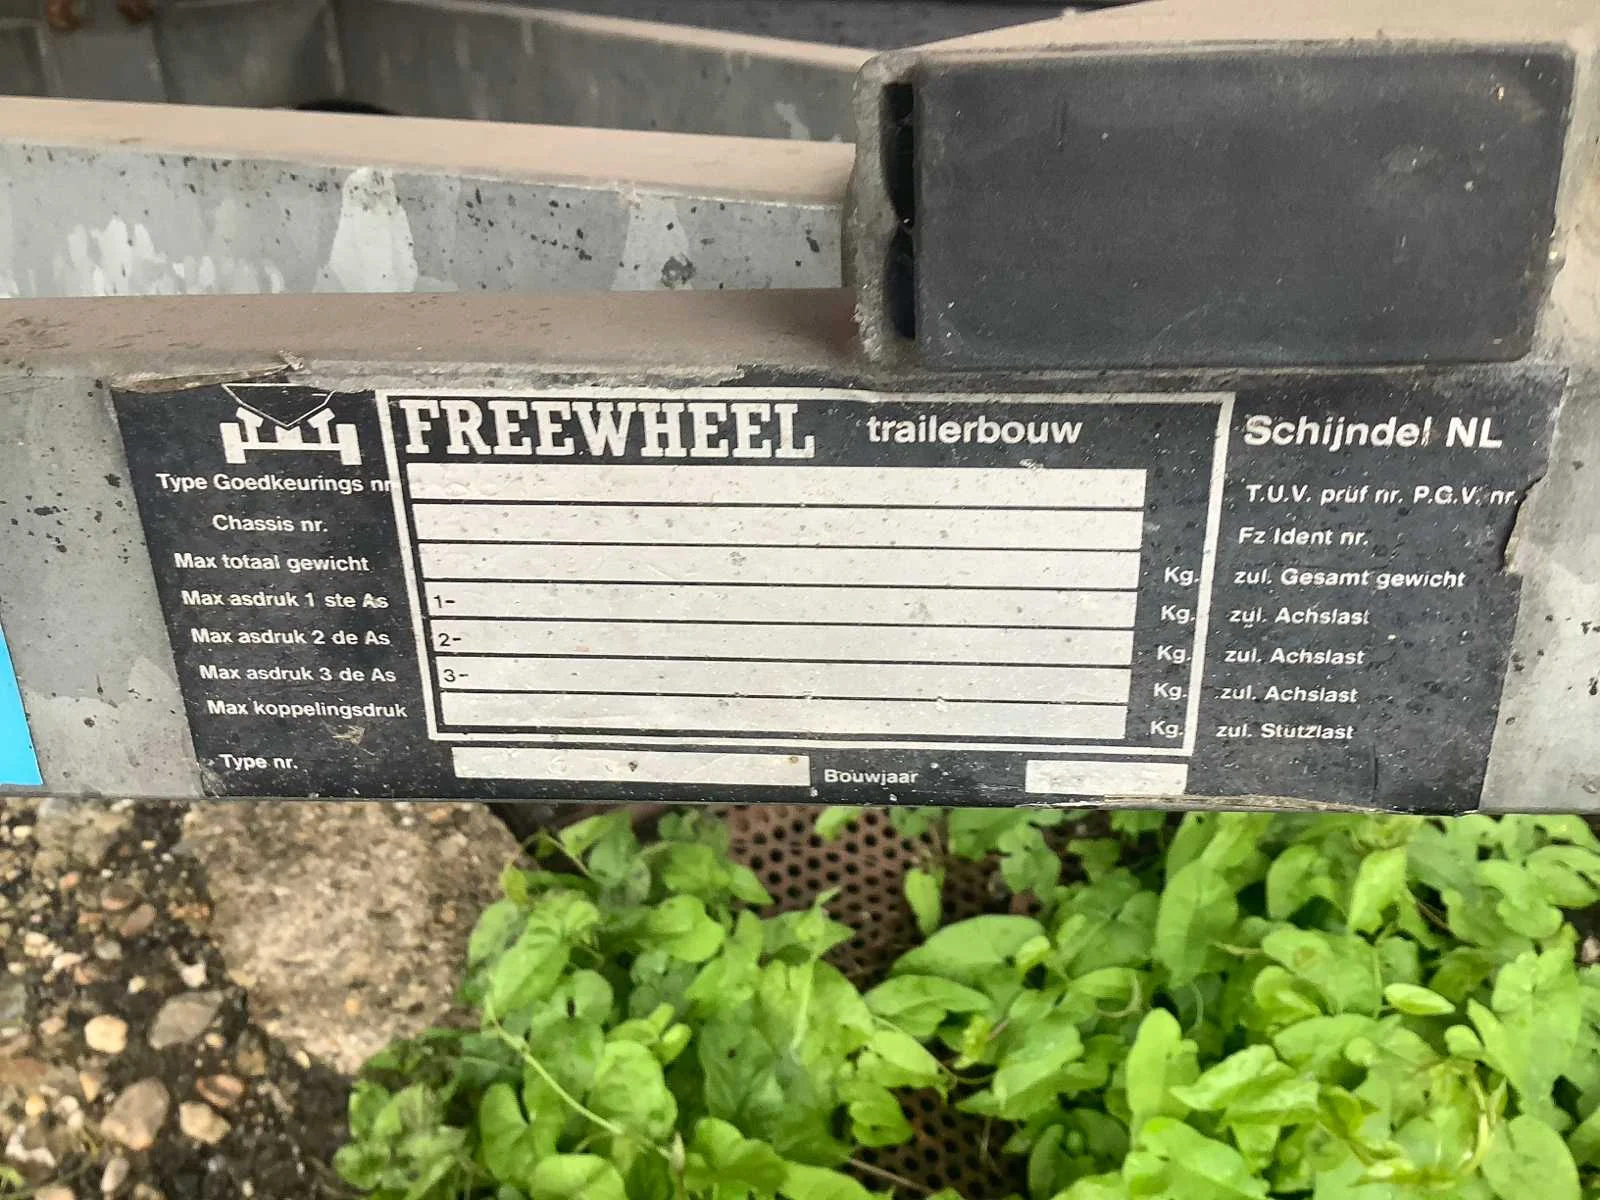 FREEWHEEL trailerbouw Schijndel NL
Type Goedkeurings nr T.U.V. prüf nr. P.G.V. nr.
Chassis nr. Fz Ident nr.
Max totaal gewicht Kg. zul. Gesamt gewicht
Max asdruk 1 ste As 1- Kg. zul. Achslast
Max asdruk 2 de As 2- Kg. zul. Achslast
Max asdruk 3 de As 3- Kg. zul. Achslast
Max koppelingsdruk Kg. zul. Stutzlast
Type nr. Bouwjaar